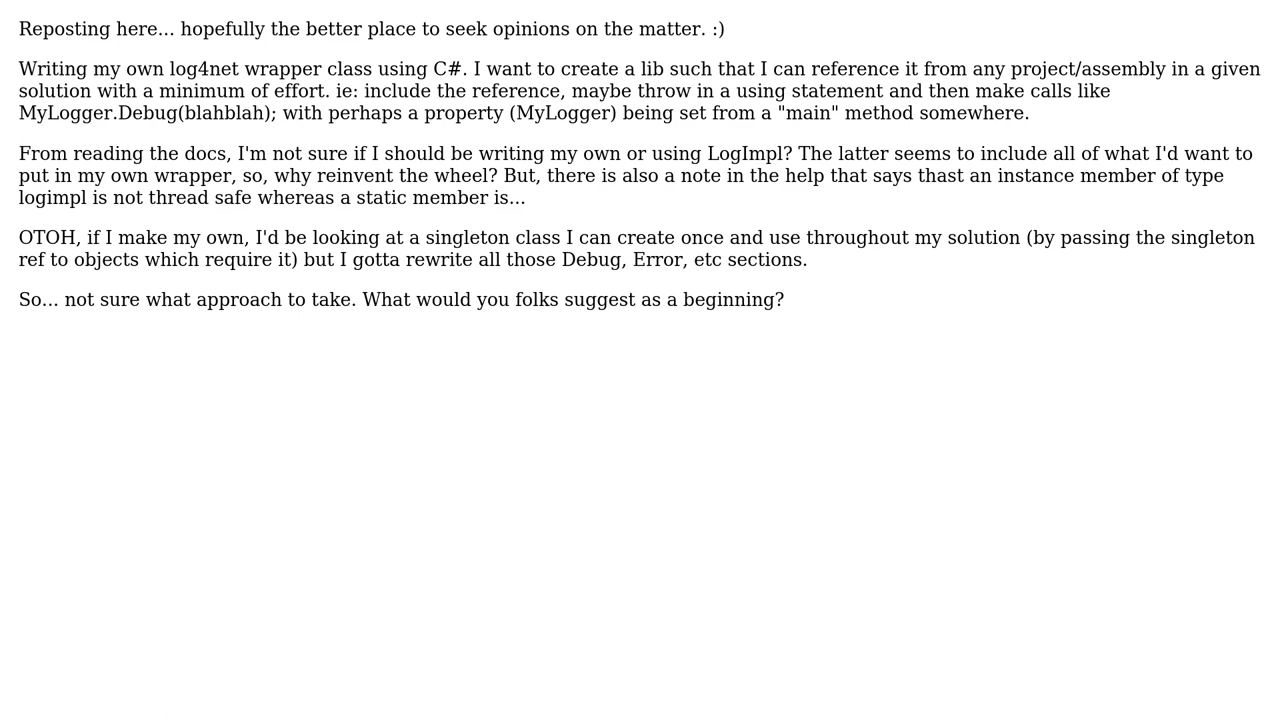 Reposting here... hopefully the better place to seek opinions on the matter. :)
Writing my own log4net wrapper class using C#. I want to create a lib such that I can reference it from any project/assembly in a given
solution with a minimum of effort. ie: include the reference, maybe throw in a using statement and then make calls like
MyLogger.Debug(blahblah); with perhaps a property (MyLogger) being set from a "main" method somewhere.
From reading the docs, I'm not sure if I should be writing my own or using LogImpl? The latter seems to include all of what I'd want to
put in my own wrapper, so, why reinvent the wheel? But, there is also a note in the help that says thast an instance member of type
logimpl is not thread safe whereas a static member is...
OTOH, if I make my own, I'd be looking at a singleton class I can create once and use throughout my solution (by passing the singleton
ref to objects which require it) but I gotta rewrite all those Debug, Error, etc sections.
So... not sure what approach to take. What would you folks suggest as a beginning?